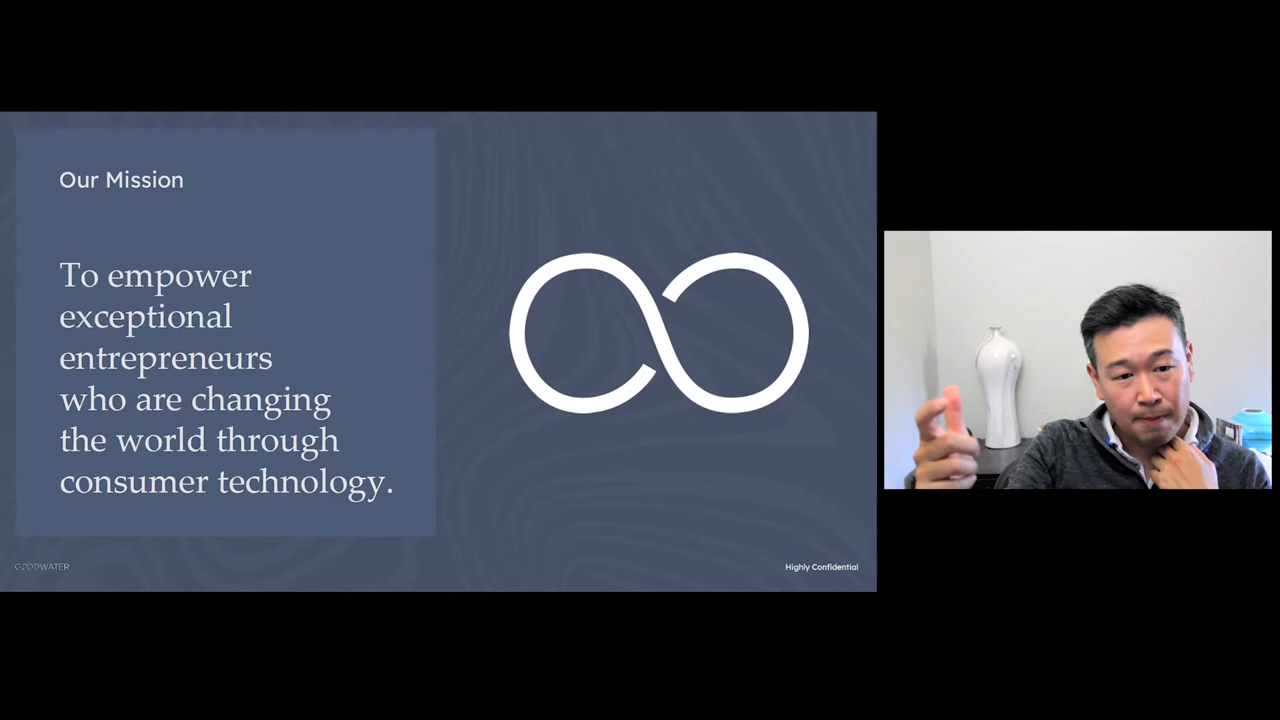 Our Mission
To empower
exceptional
entrepreneurs
who are changing
the world through
consumer technology.
GOODWATER
Highly Confidential